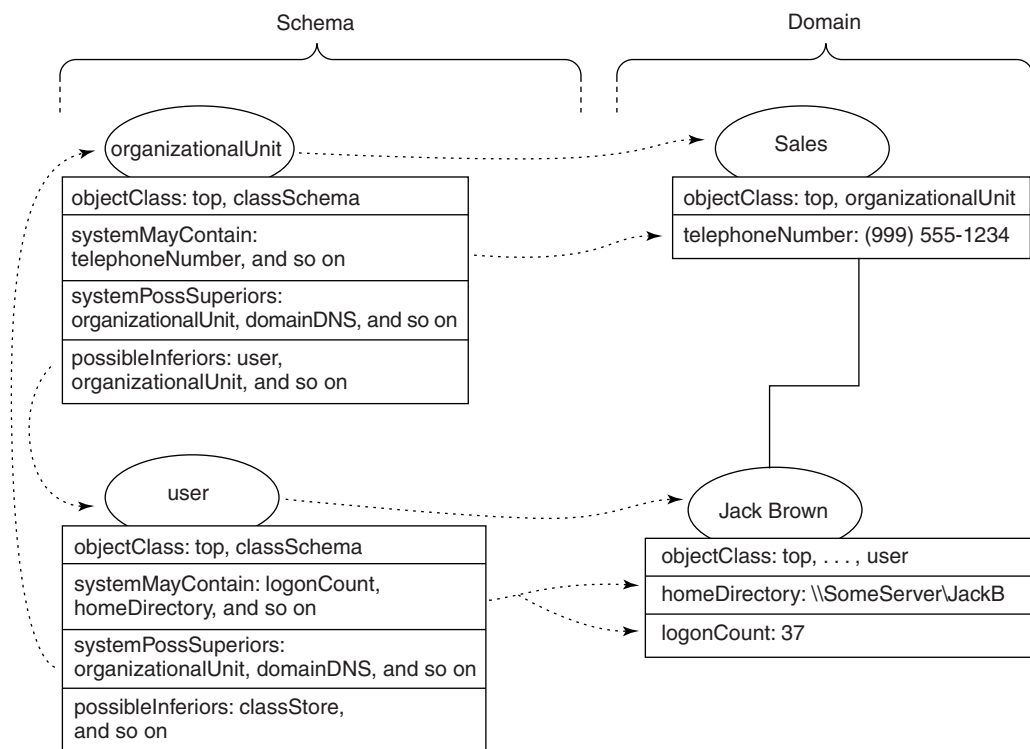 Schema
Domain
organizationalUnit
objectClass: top, classSchema
systemMayContain:
telephoneNumber, and so on
systemPossSuperiors:
organizationalUnit, domainDNS, and so on
possibleInferiors: user,
organizationalUnit, and so on
Sales
objectClass: top, organizationalUnit
telephoneNumber: (999) 555-1234
user
objectClass: top, classSchema
systemMayContain: logonCount,
homeDirectory, and so on
systemPossSuperiors:
organizationalUnit, domainDNS, and so on
possibleInferiors: classStore,
and so on
Jack Brown
objectClass: top, . . . , user
homeDirectory: \\SomeServer\JackB
logonCount: 37